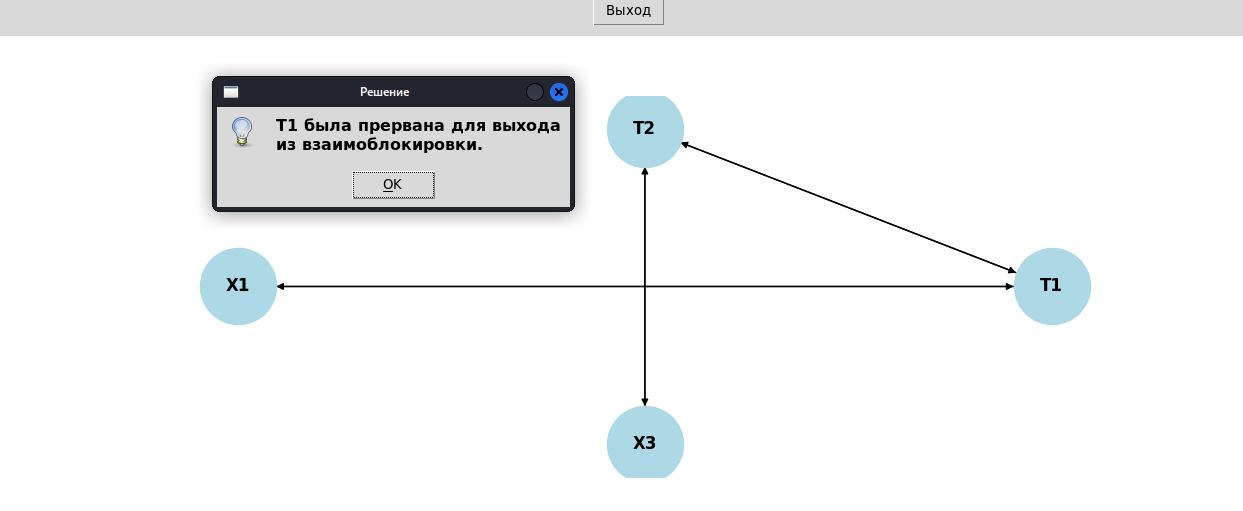 Выход
Решение
T1 была прервана для выхода
из взаимоблокировки.
OK
T2
X1
T1
X3